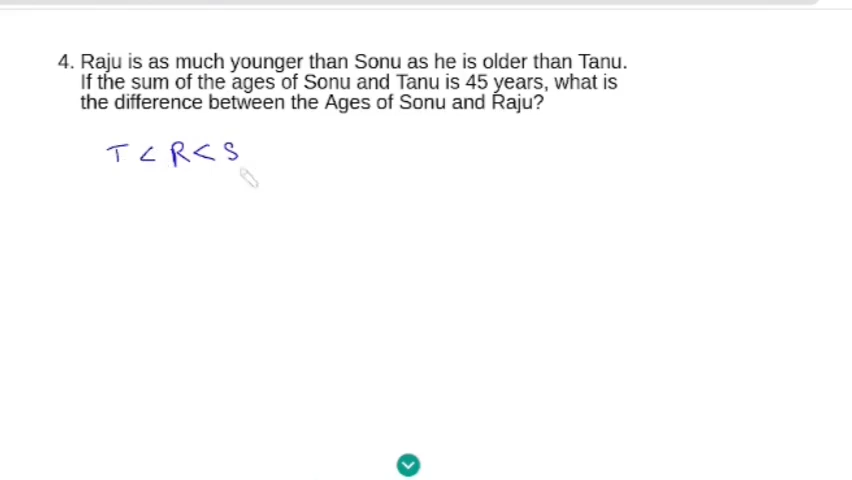 4. Raju is as much younger than Sonu as he is older than Tanu.
If the sum of the ages of Sonu and Tanu is 45 years, what is
the difference between the Ages of Sonu and Raju?
T < R < S